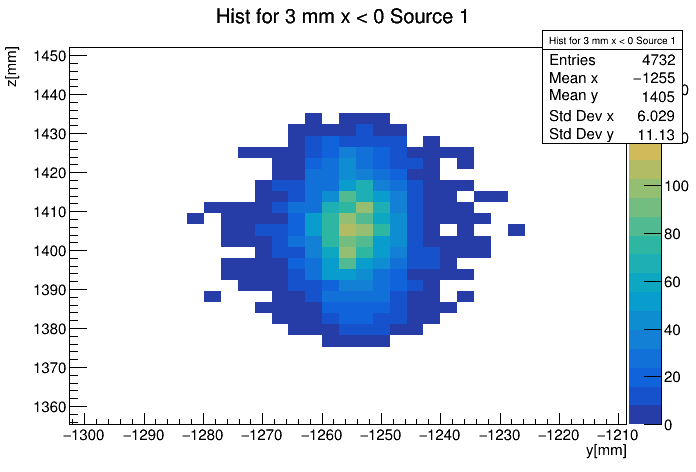 Hist for 3 mm x < 0 Source 1
Hist for 3 mm x < 0 Source 1
Entries 4732
Mean x −1255
Mean y 1405
Std Dev x 6.029
Std Dev y 11.13
z[mm]
1450
1440
1430
1420
1410
1400
1390
1380
1370
1360
100
80
60
40
20
0
−1300 −1290 −1280 −1270 −1260 −1250 −1240 −1230 −1220 −1210
y[mm]